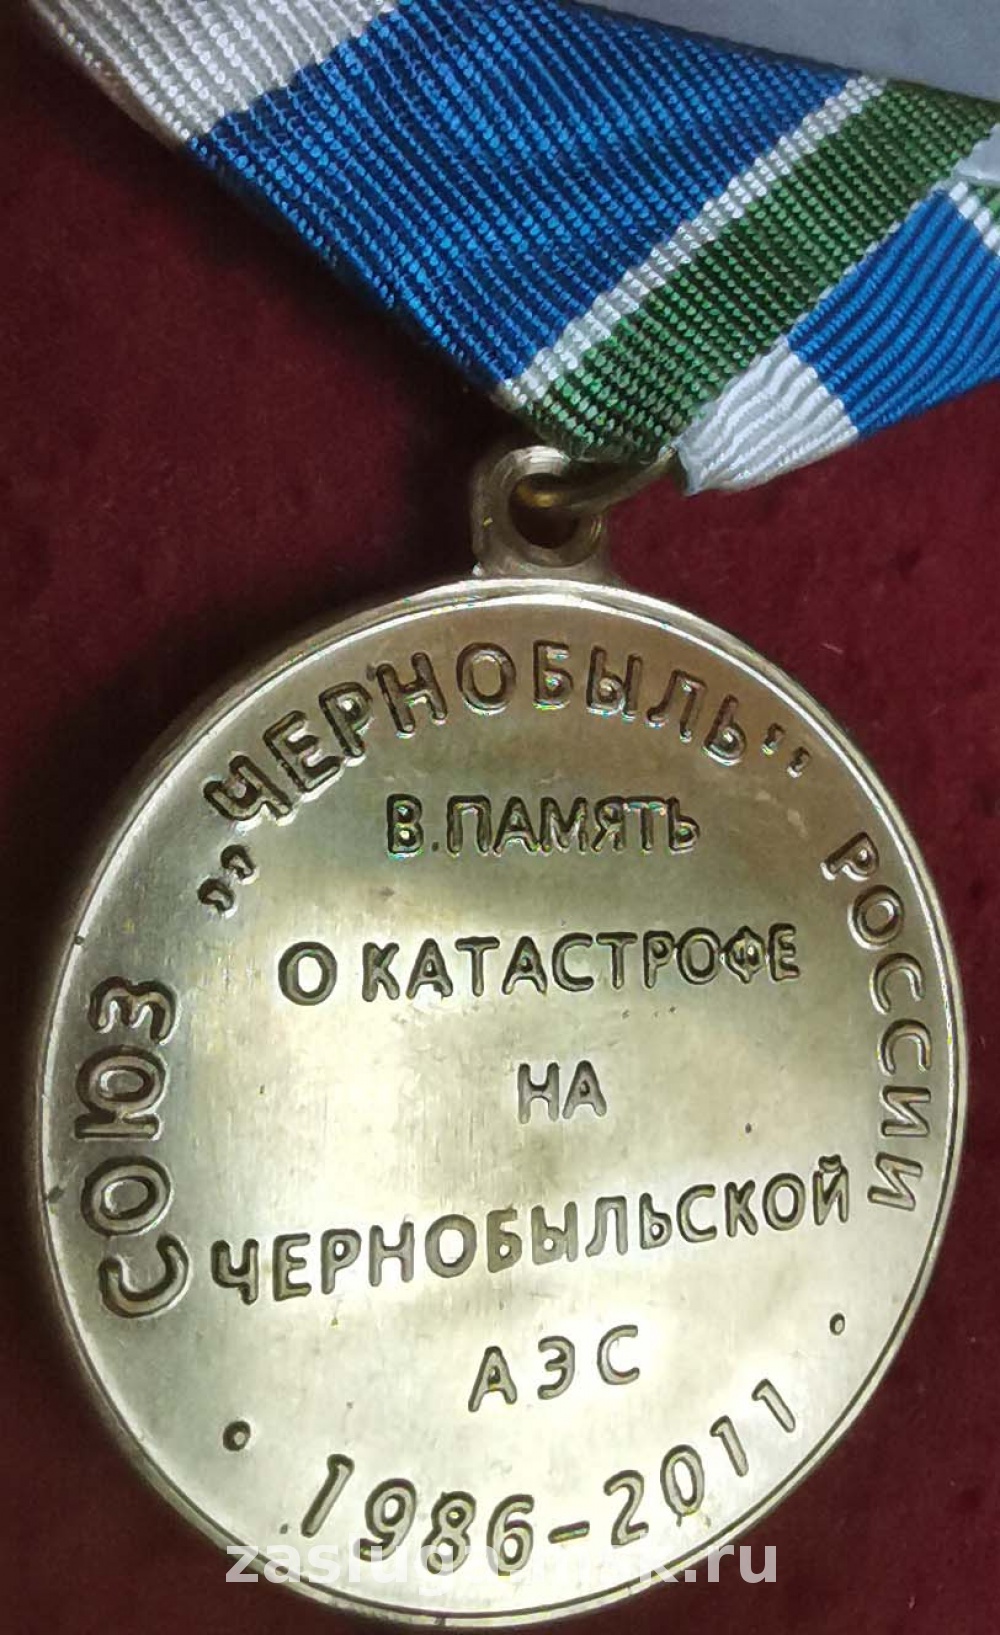 СОЮЗ „ЧЕРНОБЫЛЬ" РОССИИ
В.ПАМЯТЬ
О КАТАСТРОФЕ
НА
ЧЕРНОБЫЛЬСКОЙ
АЭС
· 1986-2011 ·